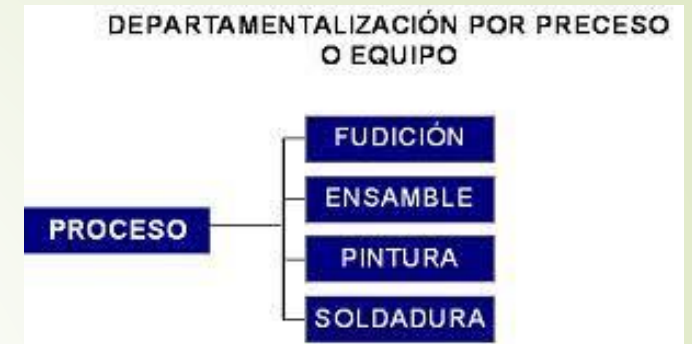 DEPARTAMENTALIZACIÓN POR PRECESO
O EQUIPO
FUDICIÓN
ENSAMBLE
PROCESO
PINTURA
SOLDADURA